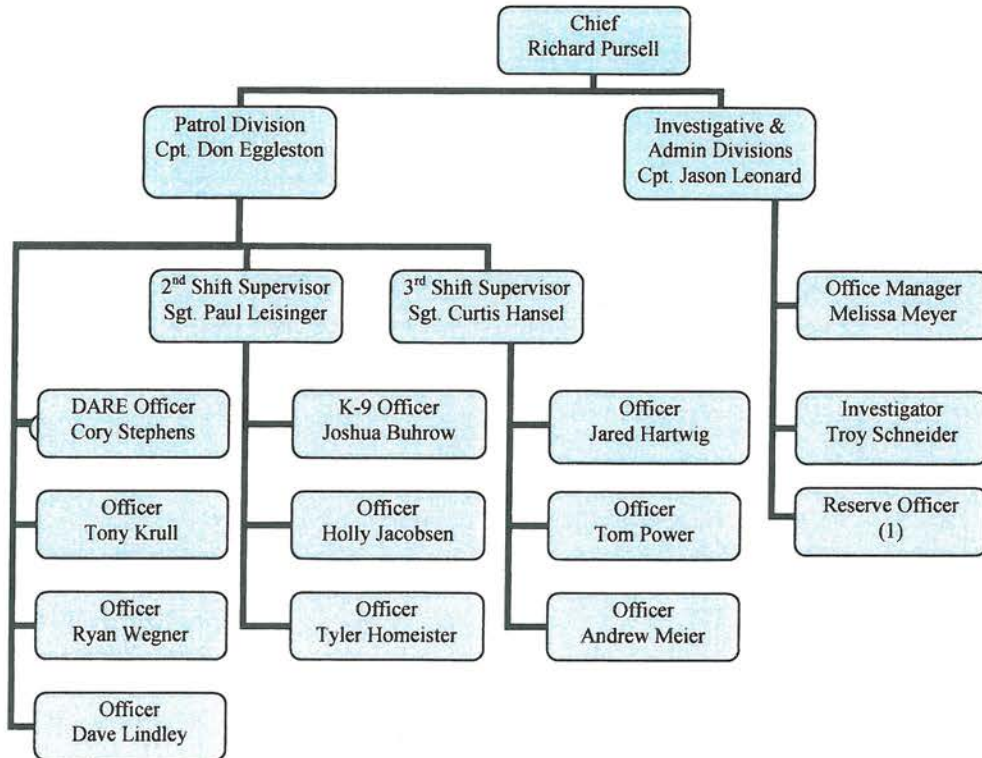 Chief
Richard Pursell
Patrol Division
Cpt. Don Eggleston
Investigative &
Admin Divisions
Cpt. Jason Leonard
2nd Shift Supervisor
Sgt. Paul Leisinger
3rd Shift Supervisor
Sgt. Curtis Hansel
Office Manager
Melissa Meyer
DARE Officer
Cory Stephens
K-9 Officer
Joshua Buhrow
Officer
Jared Hartwig
Investigator
Troy Schneider
Officer
Tony Krull
Officer
Holly Jacobsen
Officer
Tom Power
Reserve Officer
(1)
Officer
Ryan Wegner
Officer
Tyler Homeister
Officer
Andrew Meier
Officer
Dave Lindley